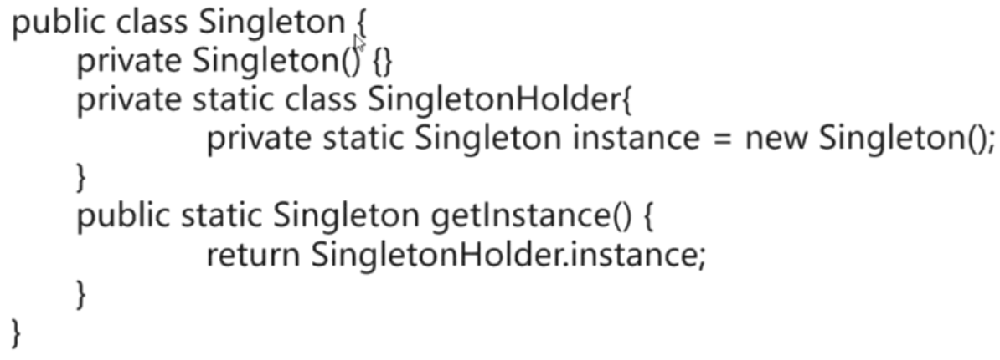 public class Singleton {
private Singleton() {}
private static class SingletonHolder{
private static Singleton instance = new Singleton();
}
public static Singleton getInstance() {
return SingletonHolder.instance;
}
}